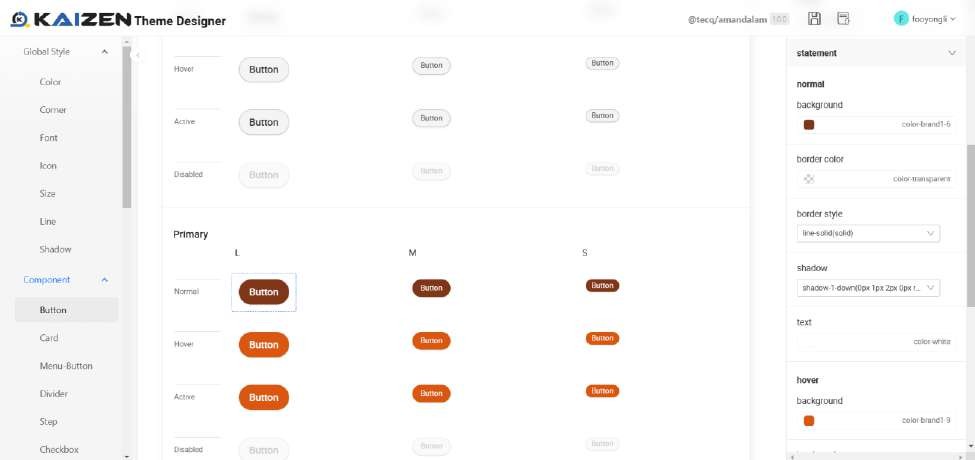 KAIZEN Theme Designer
@tecq/amandalam 1.0.0
fooyongli
Global Style
Color
Corner
Font
Icon
Size
Line
Shadow
Component
Button
Card
Menu-Button
Divider
Step
Checkbox
Hover Button Button Button
Active Button Button Button
Disabled Button Button Button
Primary
L M S
Normal Button Button Button
Hover Button Button Button
Active Button Button Button
Disabled Button Button Button
statement
normal
background
color-brand1-6
border color
color-transparent
border style
line-solid(solid)
shadow
shadow-1-down(0px 1px 2px 0px r...
text
color-white
hover
background
color-brand1-9